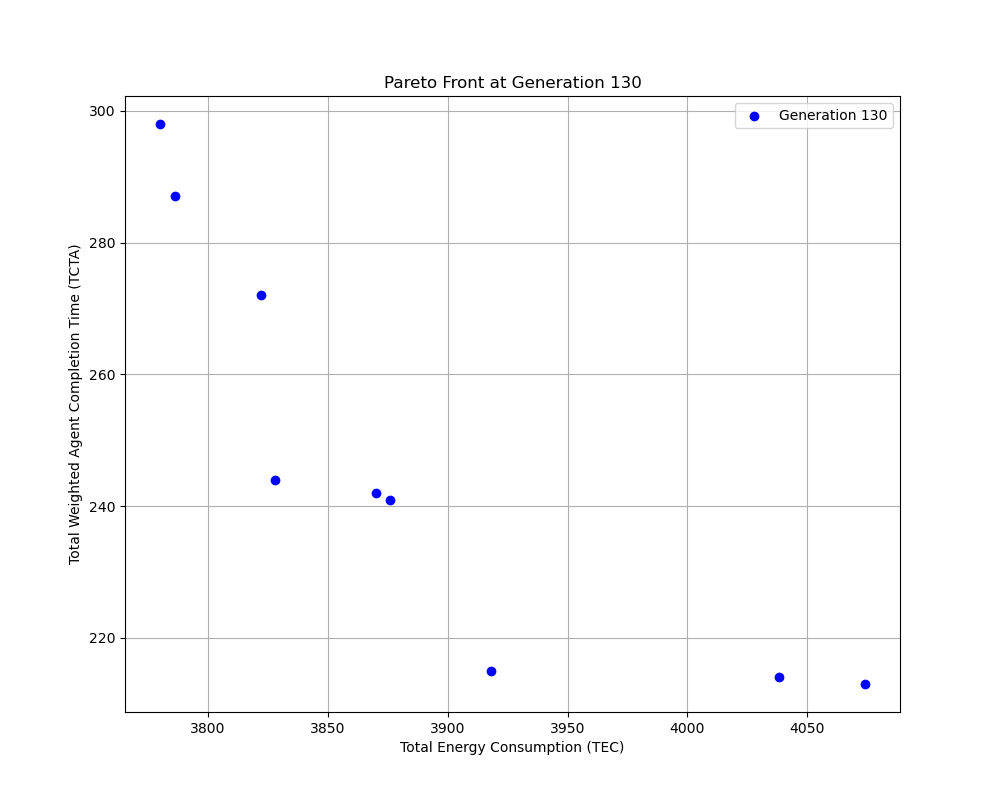 Pareto Front at Generation 130
Generation 130
Total Weighted Agent Completion Time (TCTA)
300
280
260
240
220
3800
3850
3900
3950
4000
4050
Total Energy Consumption (TEC)